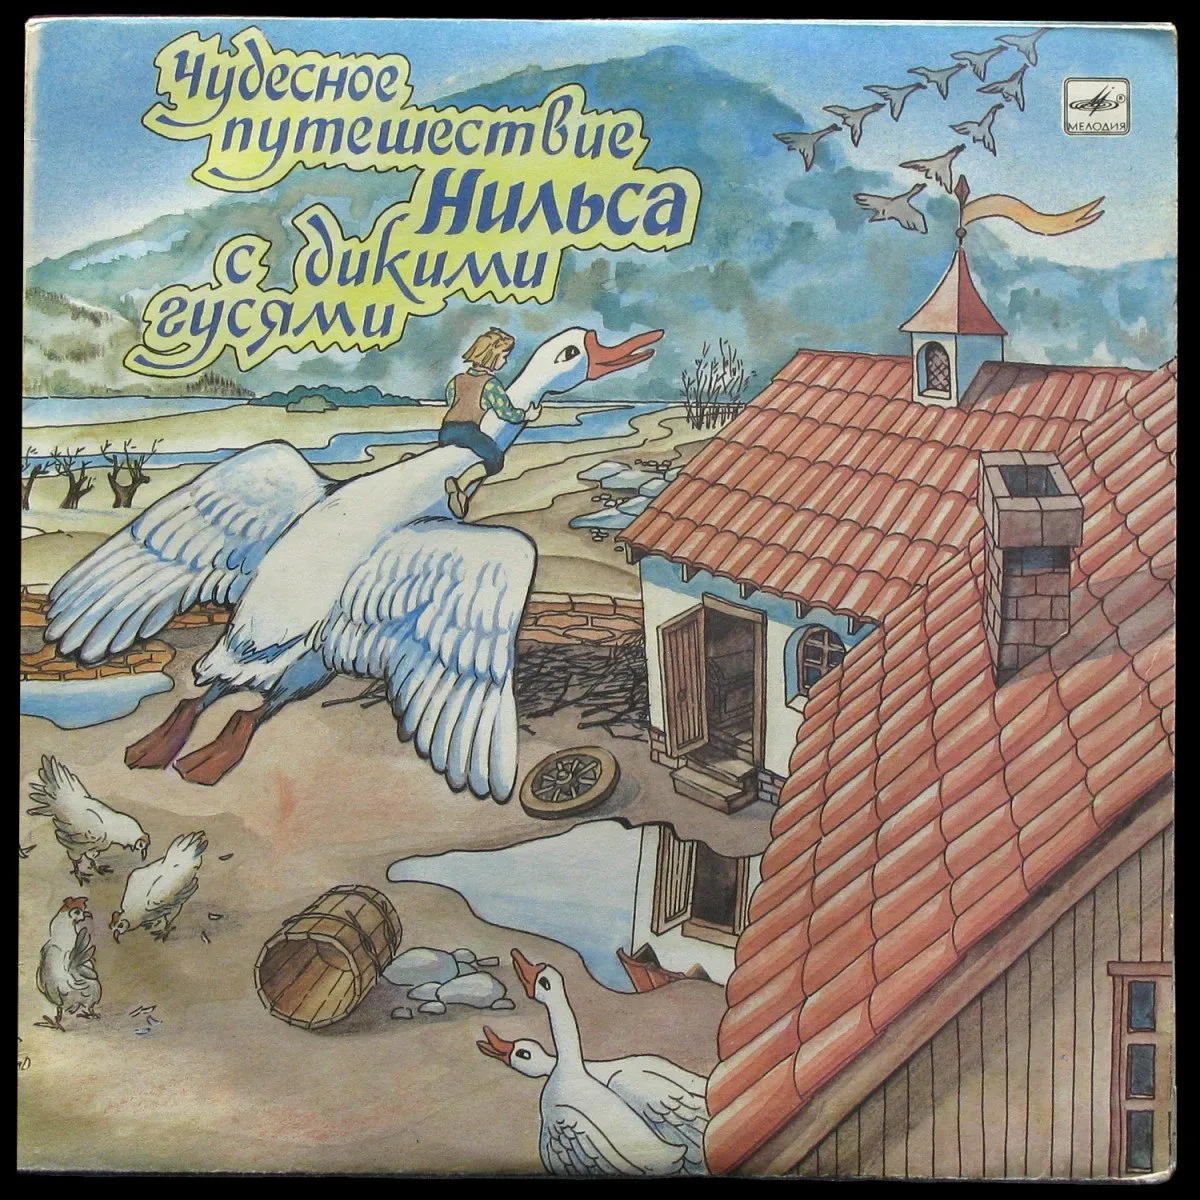 Чудесное
путешествие
Нильса
с дикими
гусями
МЕЛОДИЯ